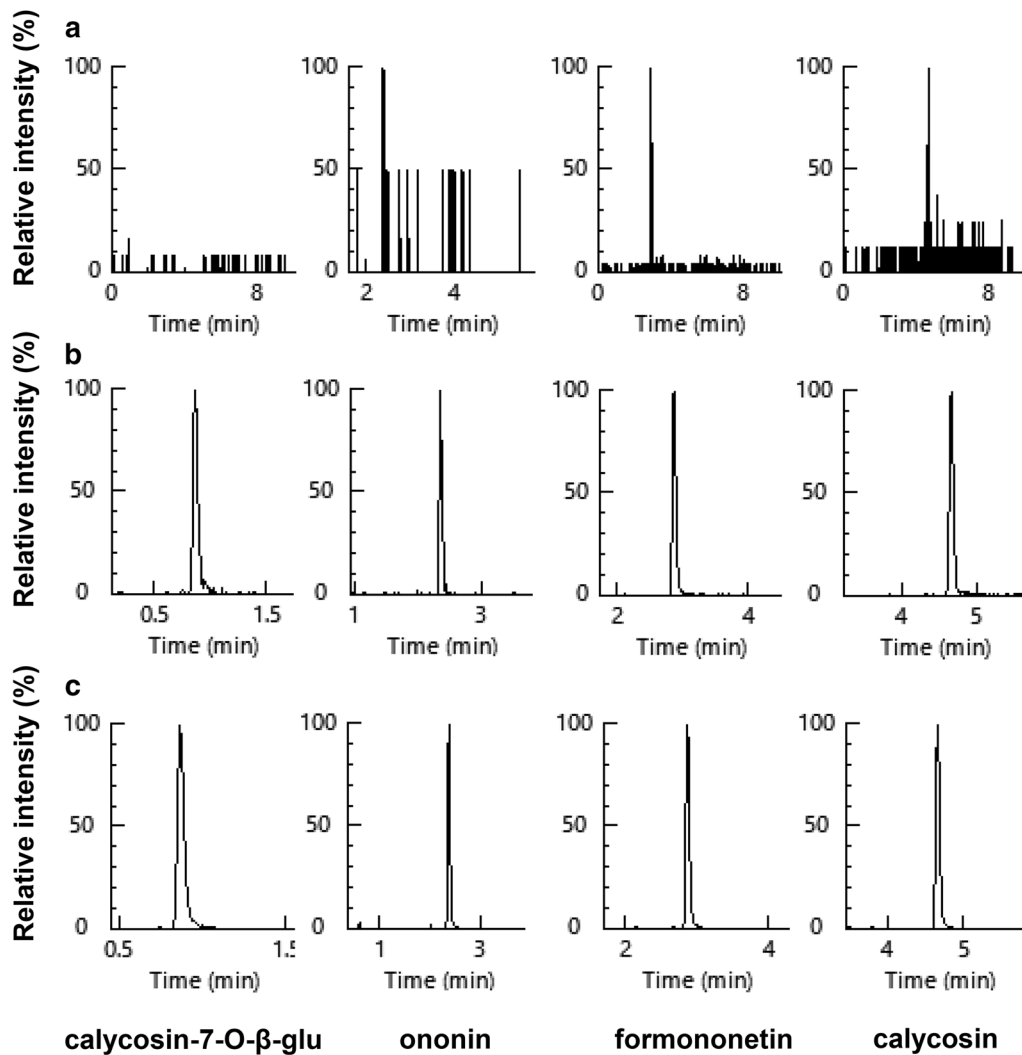 a
Relative intensity (%)
100 100 100 100
50 50 50 50
0 0 0 0
0 8 2 4 0 8 0 8
Time (min) Time (min) Time (min) Time (min)
b
Relative intensity (%)
100 100 100 100
50 50 50 50
0 0 0 0
0.5 1.5 1 3 2 4 4 5
Time (min) Time (min) Time (min) Time (min)
c
Relative intensity (%)
100 100 100 100
50 50 50 50
0 0 0 0
0.5 1 3 2 4 4 5
Time (min) Time (min) Time (min) Time (min)
calycosin-7-O-β-glu ononin formononetin calycosin